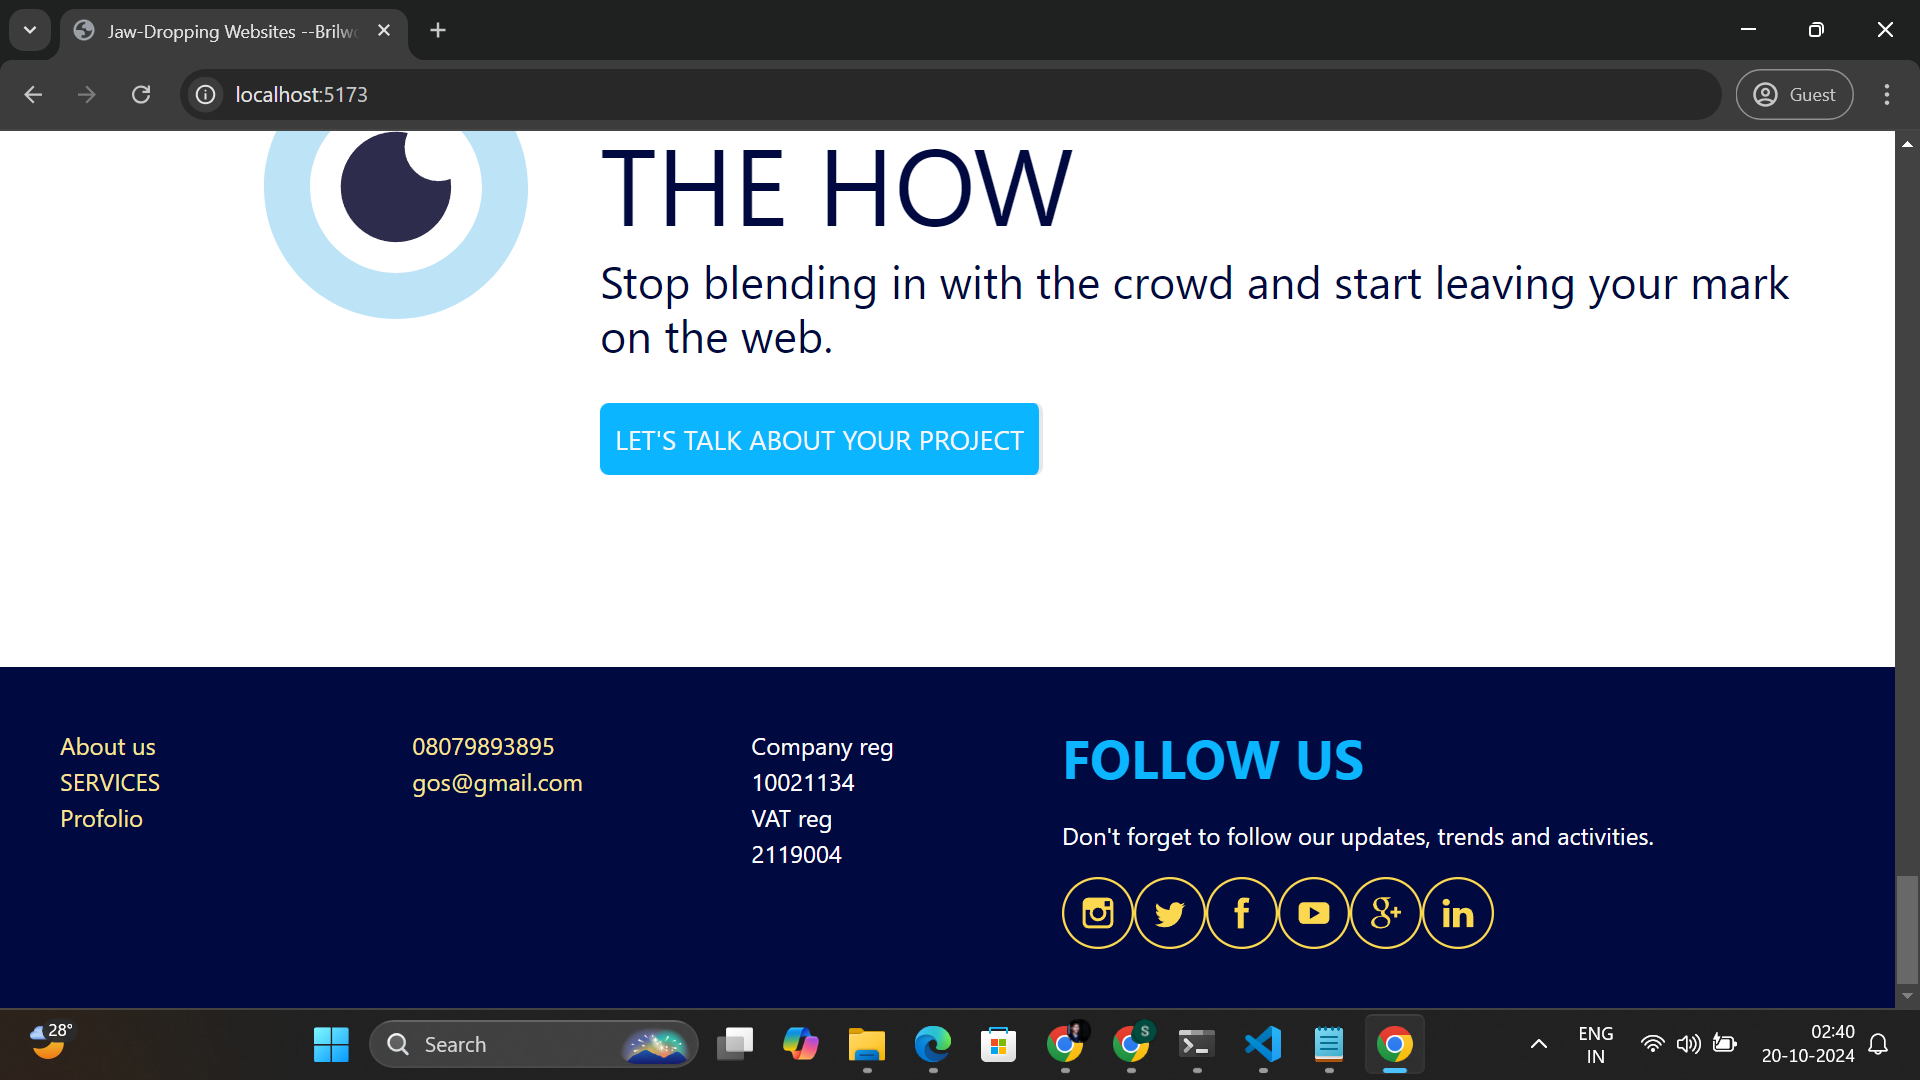 Jaw-Dropping Websites --Brilw
localhost:5173
Guest
THE HOW
Stop blending in with the crowd and start leaving your mark
on the web.
LET'S TALK ABOUT YOUR PROJECT
About us
SERVICES
Profolio
08079893895
gos@gmail.com
Company reg
10021134
VAT reg
2119004
FOLLOW US
Don't forget to follow our updates, trends and activities.
28°
Search
S
ENG
IN
02:40
20-10-2024